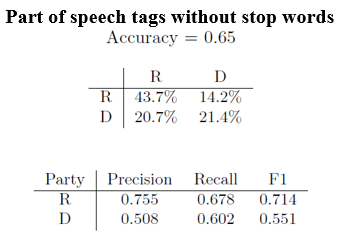 Part of speech tags without stop words
Accuracy = 0.65
R D
R 43.7% 14.2%
D 20.7% 21.4%
Party Precision Recall F1
R 0.755 0.678 0.714
D 0.508 0.602 0.551